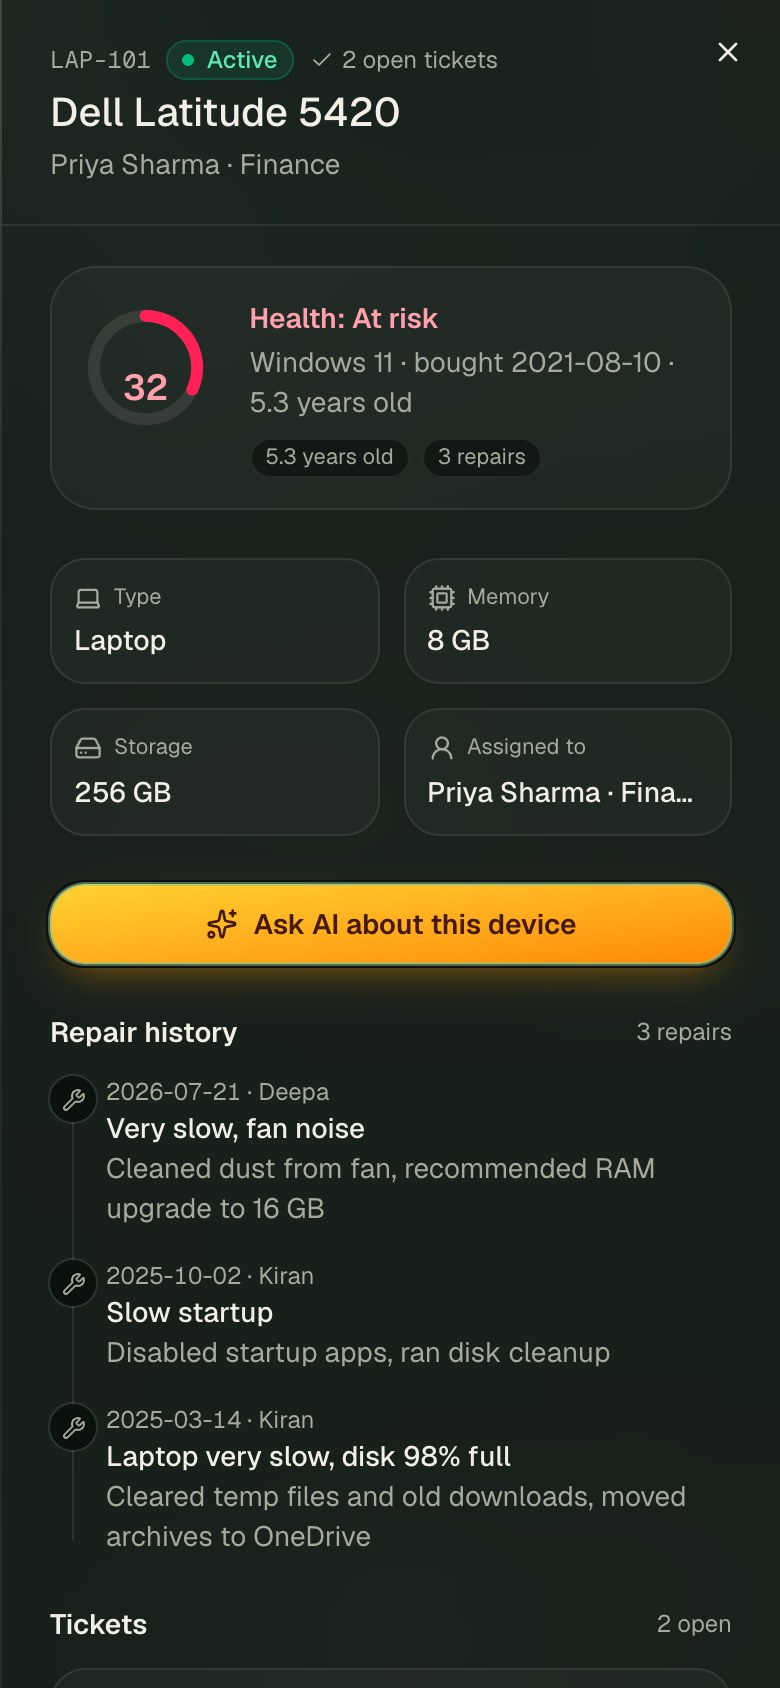 LAP-101 Active 2 open tickets
Dell Latitude 5420
Priya Sharma · Finance
32
Health: At risk
Windows 11 · bought 2021-08-10 ·
5.3 years old
5.3 years old 3 repairs
Type
Laptop
Memory
8 GB
Storage
256 GB
Assigned to
Priya Sharma · Fina...
Ask AI about this device
Repair history 3 repairs
2026-07-21 · Deepa
Very slow, fan noise
Cleaned dust from fan, recommended RAM
upgrade to 16 GB
2025-10-02 · Kiran
Slow startup
Disabled startup apps, ran disk cleanup
2025-03-14 · Kiran
Laptop very slow, disk 98% full
Cleared temp files and old downloads, moved
archives to OneDrive
Tickets 2 open